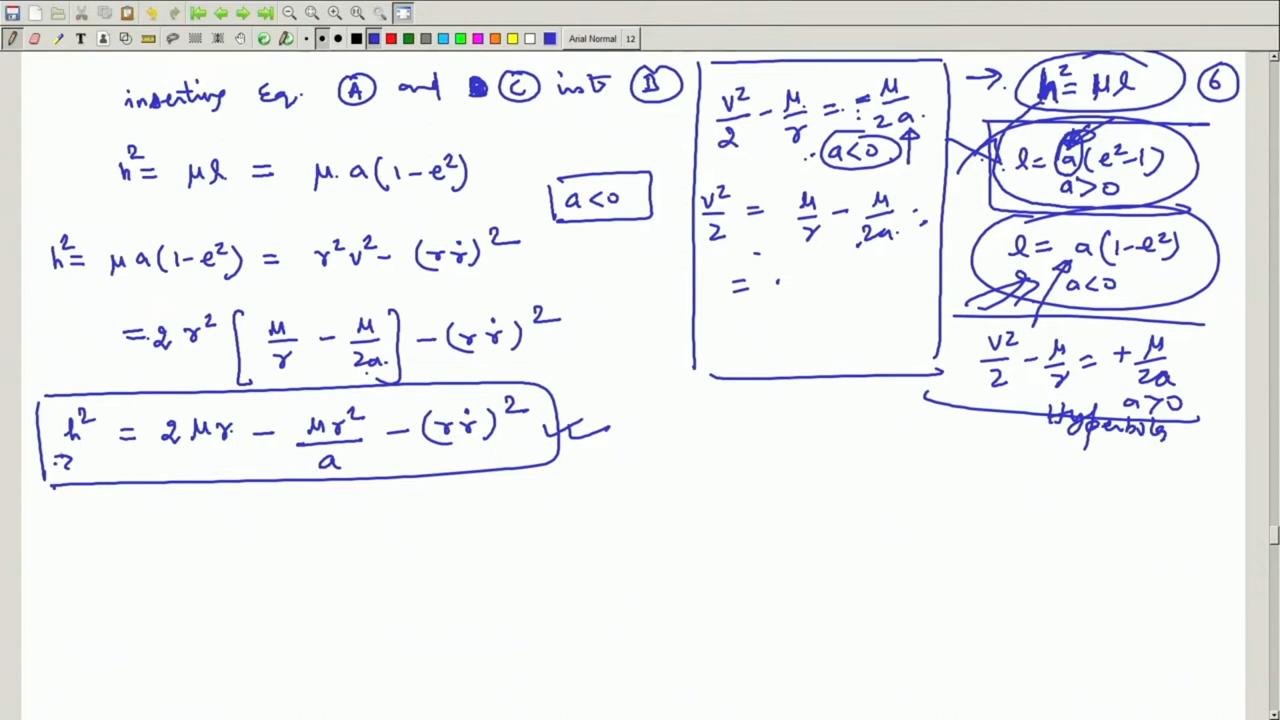 Arial Normal 12
inserting Eq. (A) and (C) into (D)
h² = μl = μ.a(1-e²)
a<0
h² = μa(1-e²) = r²v² - (rṙ)²
= 2r² [μ/r - μ/2a] - (rṙ)²
h² = 2μr - μr²/a - (rṙ)²
v²/2 - μ/r = -μ/2a
∴ a<0
v²/2 = μ/r - μ/2a
=
→ h² = μl (6)
l = a(e²-1)
a>0
l = a(1-e²)
a<0
v²/2 - μ/r = +μ/2a
a>0
Hyperbola